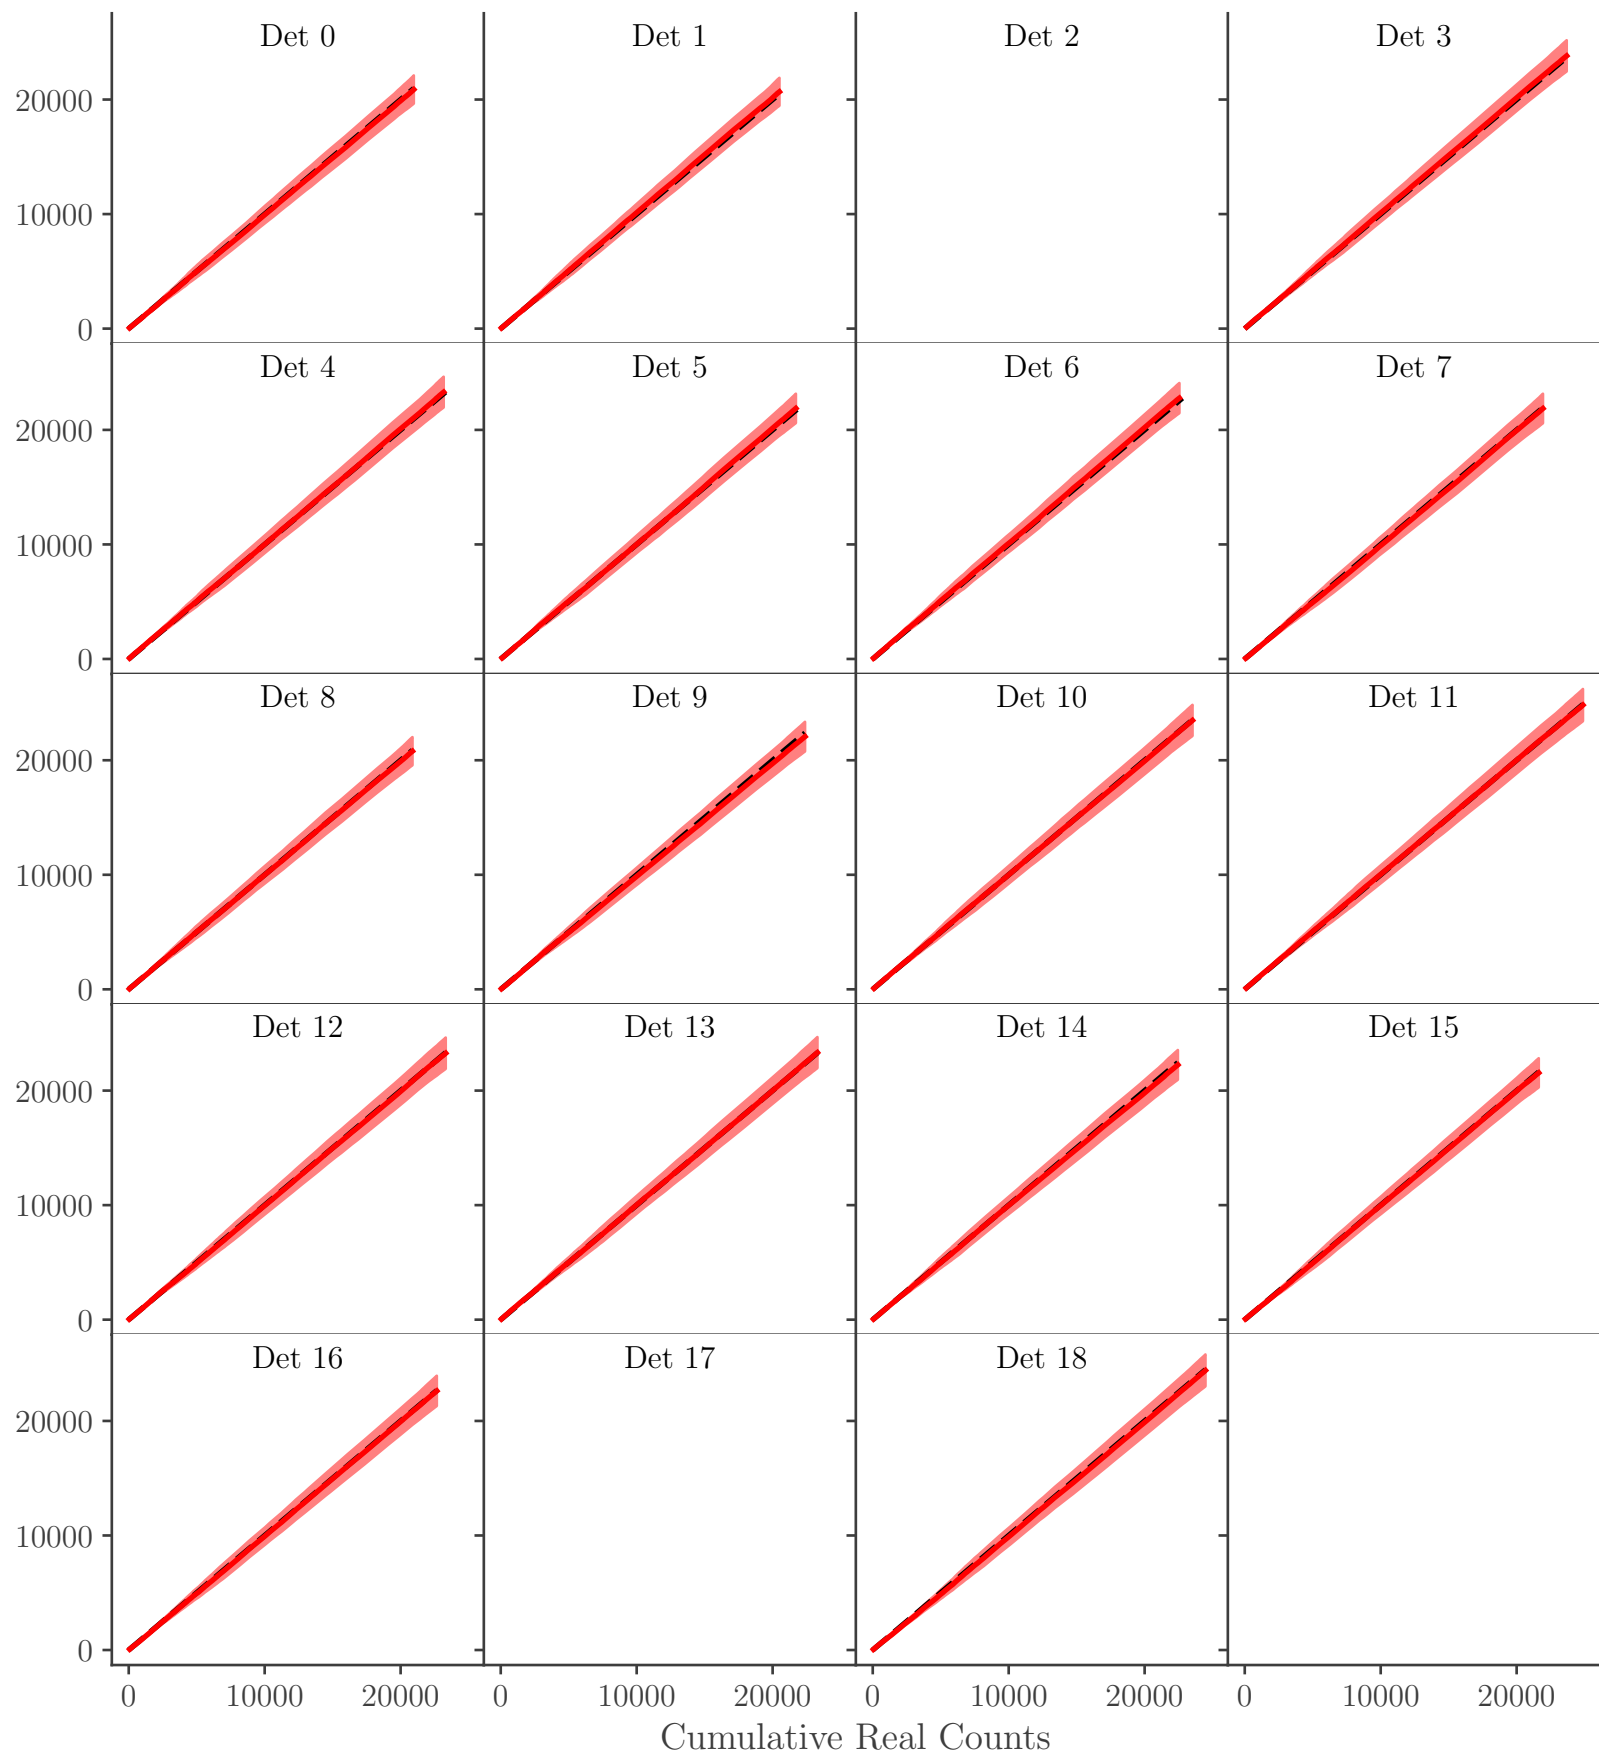 Det 0 Det 1 Det 2 Det 3
20000
10000
0
Det 4 Det 5 Det 6 Det 7
20000
10000
0
Det 8 Det 9 Det 10 Det 11
20000
10000
0
Det 12 Det 13 Det 14 Det 15
20000
10000
0
Det 16 Det 17 Det 18
20000
10000
0
0 10000 20000 0 10000 20000 0 10000 20000 0 10000 20000
Cumulative Real Counts